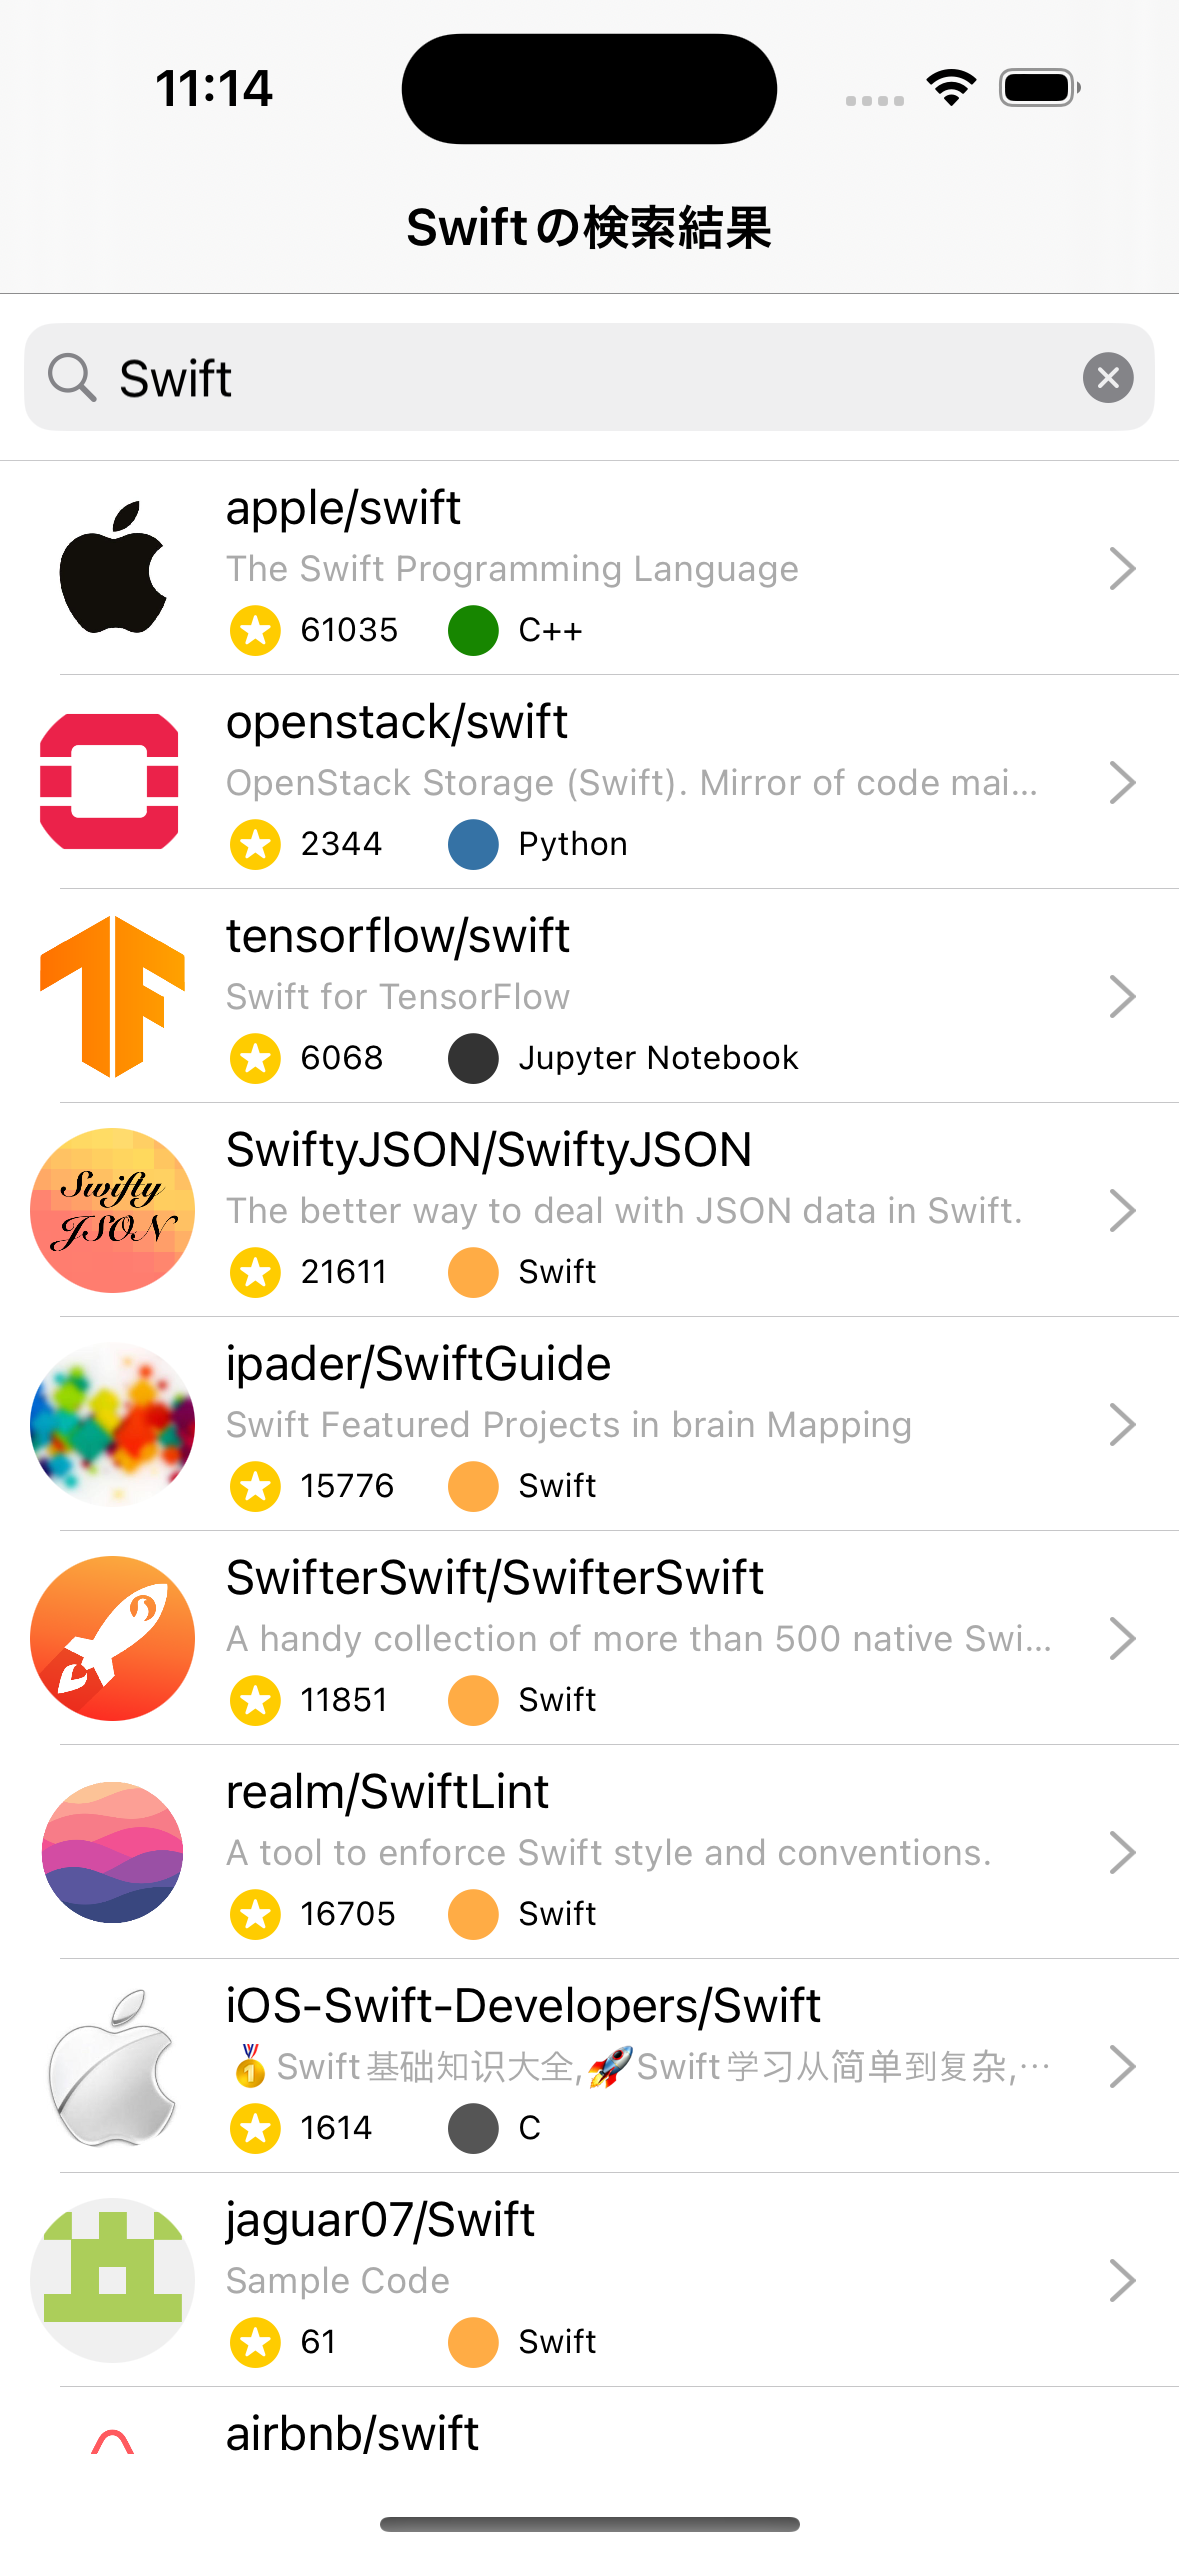 11:14
Swiftの検索結果
Swift
apple/swift
The Swift Programming Language
61035 C++
openstack/swift
OpenStack Storage (Swift). Mirror of code mai...
2344 Python
tensorflow/swift
Swift for TensorFlow
6068 Jupyter Notebook
Swifty
JSON
SwiftyJSON/SwiftyJSON
The better way to deal with JSON data in Swift.
21611 Swift
ipader/SwiftGuide
Swift Featured Projects in brain Mapping
15776 Swift
SwifterSwift/SwifterSwift
A handy collection of more than 500 native Swi...
11851 Swift
realm/SwiftLint
A tool to enforce Swift style and conventions.
16705 Swift
iOS-Swift-Developers/Swift
🥇Swift基础知识大全,🚀Swift学习从简单到复杂,…
1614 C
jaguar07/Swift
Sample Code
61 Swift
airbnb/swift